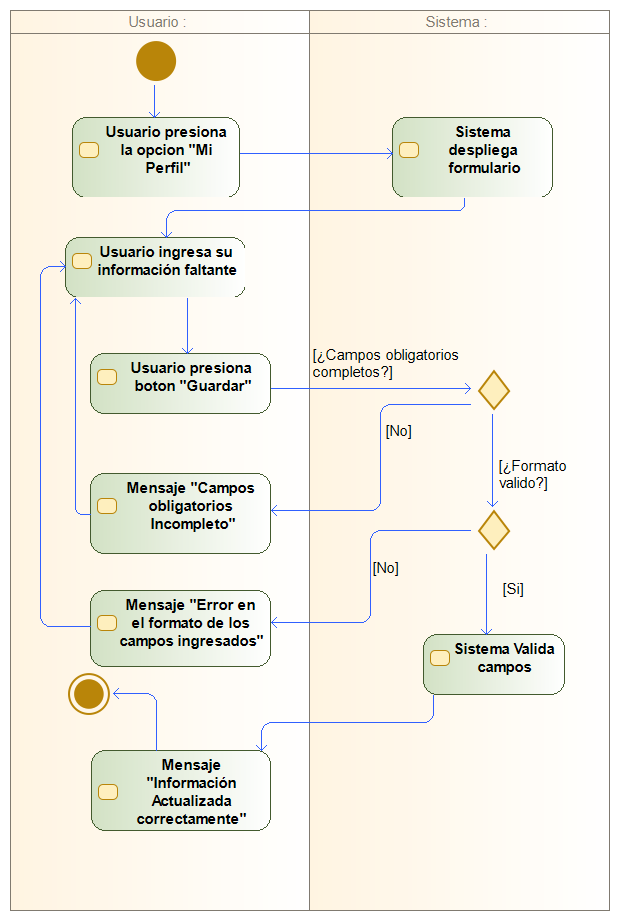 Usuario :
Sistema :
Usuario presiona
la opcion "Mi
Perfil"
Sistema
despliega
formulario
Usuario ingresa su
información faltante
Usuario presiona
boton "Guardar"
[¿Campos obligatorios
completos?]
[No]
[¿Formato
valido?]
Mensaje "Campos
obligatorios
Incompleto"
[No]
[Si]
Mensaje "Error en
el formato de los
campos ingresados"
Sistema Valida
campos
Mensaje
"Información
Actualizada
correctamente"